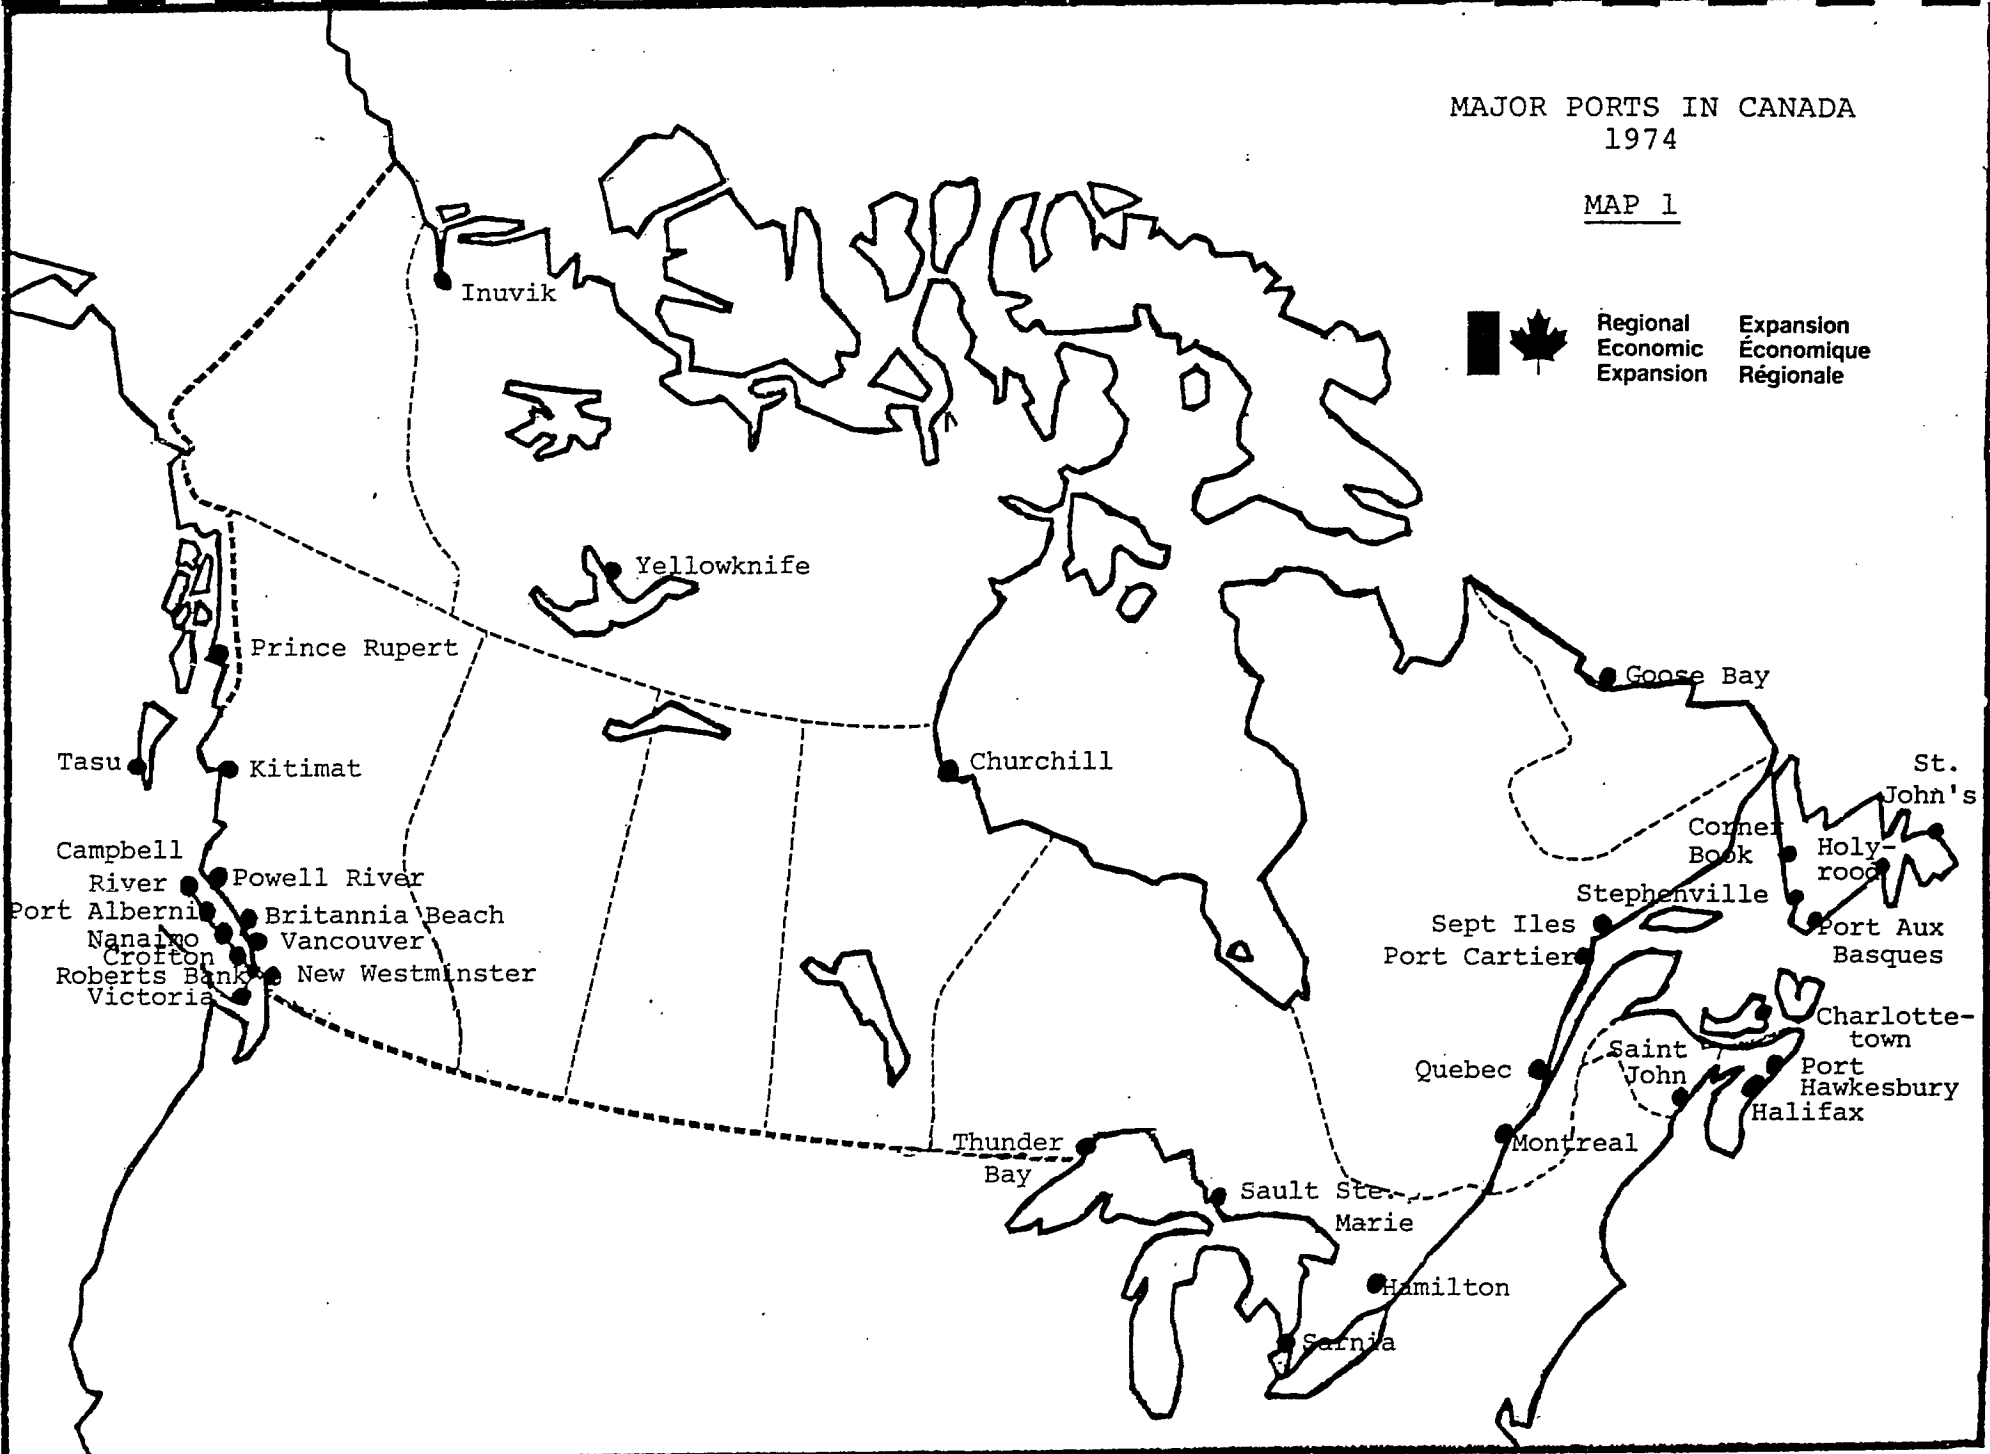 MAJOR PORTS IN CANADA
1974
MAP 1
Regional
Economic
Expansion
Expansion
Économique
Régionale
Inuvik
Yellowknife
Prince Rupert
Goose Bay
Tasu
Kitimat
Churchill
St.
John's
Campbell
River
Powell River
Port Alberni
Britannia Beach
Nanaimo
Vancouver
Crofton
Roberts Bank
New Westminster
Victoria
Corner
Book
Holy-
rood
Stephenville
Sept Iles
Port Cartier
Port Aux
Basques
Charlotte-
town
Saint
John
Quebec
Port
Hawkesbury
Halifax
Montreal
Thunder
Bay
Sault Ste.
Marie
Hamilton
Sarnia